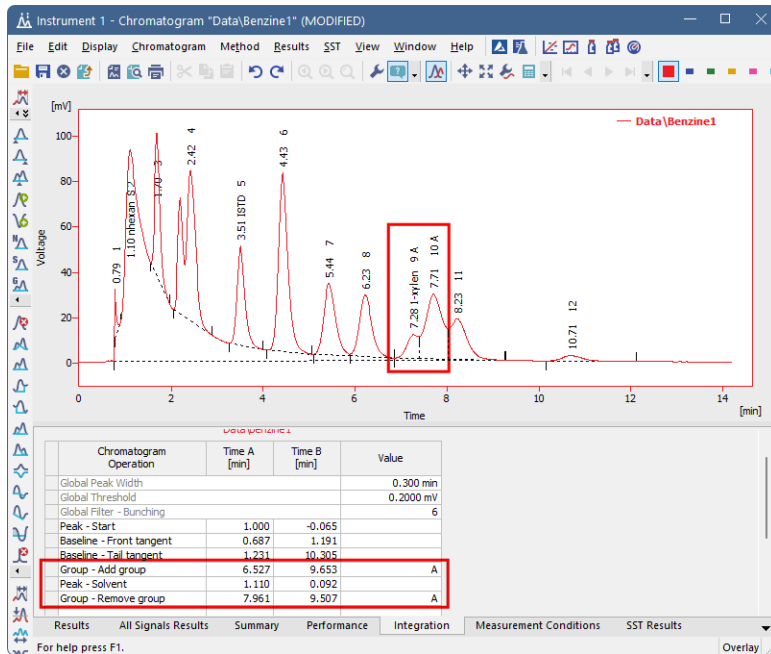 Instrument 1 - Chromatogram "Data\Benzine1" (MODIFIED)
File Edit Display Chromatogram Method Results SST View Window Help
[mV]
Data\Benzine1
100
80
60
40
20
0
Voltage
0.79 1
1.10 nhexan S 2
1.70 3
2.42 4
3.51 ISTD 5
4.43 6
5.44 7
6.23 8
7.28 1-xylen 9 A
7.71 10 A
8.23 11
10.71 12
0 2 4 6 8 10 12 14
Time
[min]
Data\Benzine1
Chromatogram Operation Time A [min] Time B [min] Value
Global Peak Width 0.300 min
Global Threshold 0.2000 mV
Global Filter - Bunching 6
Peak - Start 1.000 -0.065
Baseline - Front tangent 0.687 1.191
Baseline - Tail tangent 1.231 10.305
Group - Add group 6.527 9.653 A
Peak - Solvent 1.110 0.092
Group - Remove group 7.961 9.507 A
Results All Signals Results Summary Performance Integration Measurement Conditions SST Results
For help press F1. Overlay